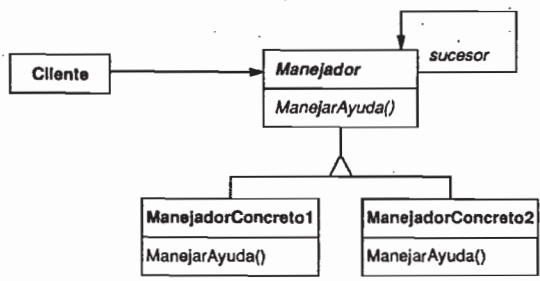 Cliente
Manejador
sucesor
ManejarAyuda()
ManejadorConcreto1
ManejarAyuda()
ManejadorConcreto2
ManejarAyuda()